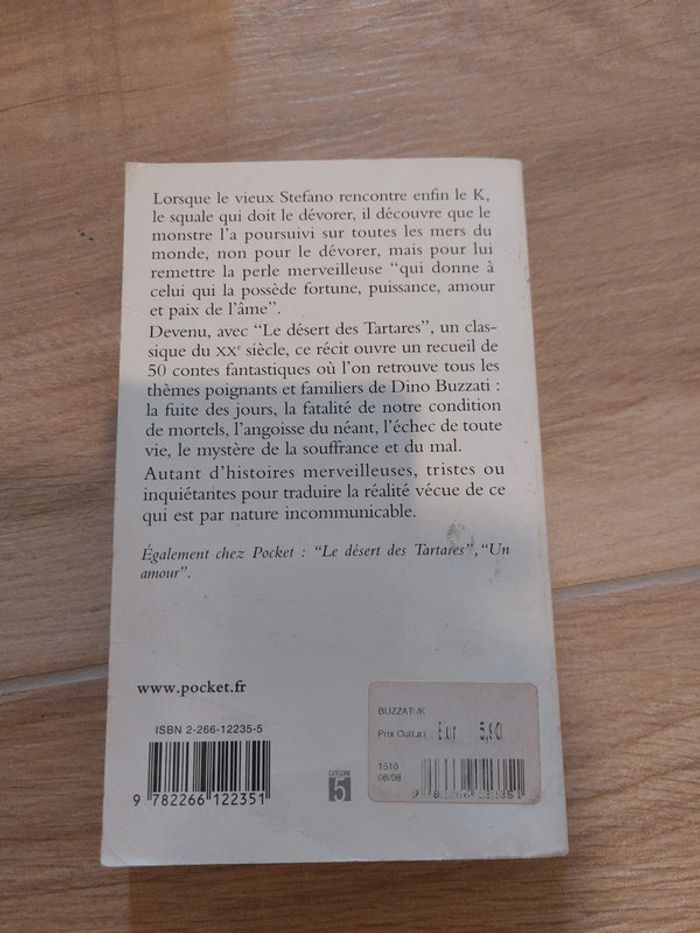 Lorsque le vieux Stefano rencontre enfin le K,
le squale qui doit le dévorer, il découvre que le
monstre l'a poursuivi sur toutes les mers du
monde, non pour le dévorer, mais pour lui
remettre la perle merveilleuse “qui donne à
celui qui la possède fortune, puissance, amour
et paix de l'âme”.
Devenu, avec “Le désert des Tartares”, un clas-
sique du XXe siècle, ce récit ouvre un recueil de
50 contes fantastiques où l'on retrouve tous les
thèmes poignants et familiers de Dino Buzzati :
la fuite des jours, la fatalité de notre condition
de mortels, l'angoisse du néant, l'échec de toute
vie, le mystère de la souffrance et du mal.
Autant d'histoires merveilleuses, tristes ou
inquiétantes pour traduire la réalité vécue de ce
qui est par nature incommunicable.
Également chez Pocket : “Le désert des Tartares”, “Un
amour”.
www.pocket.fr
ISBN 2-266-12235-5
9 782266 122351
CATÉGORIE
5
BUZZATI/K
Prix Cultura Eur 5,90
1510
08/08